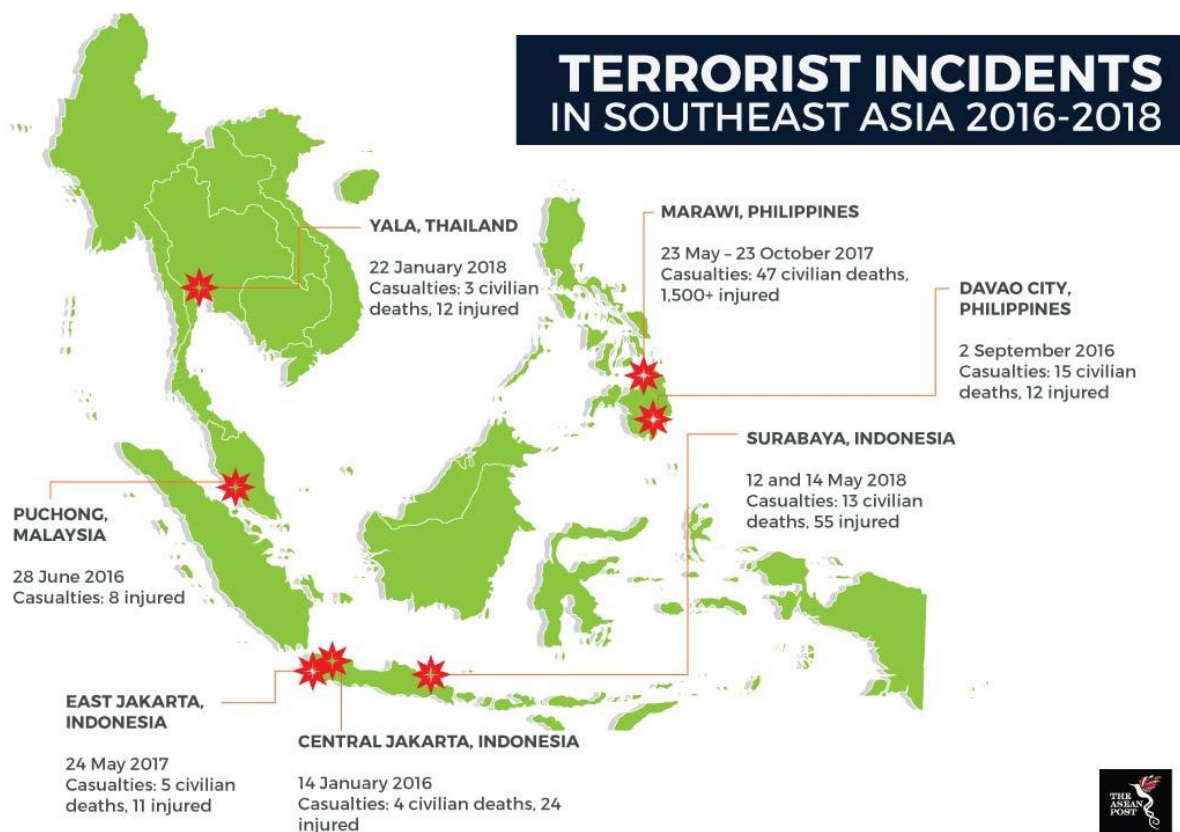 TERRORIST INCIDENTS
IN SOUTHEAST ASIA 2016-2018
YALA, THAILAND
22 January 2018
Casualties: 3 civilian
deaths, 12 injured
MARAWI, PHILIPPINES
23 May – 23 October 2017
Casualties: 47 civilian deaths,
1,500+ injured
DAVAO CITY,
PHILIPPINES
2 September 2016
Casualties: 15 civilian
deaths, 12 injured
SURABAYA, INDONESIA
12 and 14 May 2018
Casualties: 13 civilian
deaths, 55 injured
PUCHONG,
MALAYSIA
28 June 2016
Casualties: 8 injured
EAST JAKARTA,
INDONESIA
24 May 2017
Casualties: 5 civilian
deaths, 11 injured
CENTRAL JAKARTA, INDONESIA
14 January 2016
Casualties: 4 civilian deaths, 24
injured
THE
ASEAN
POST